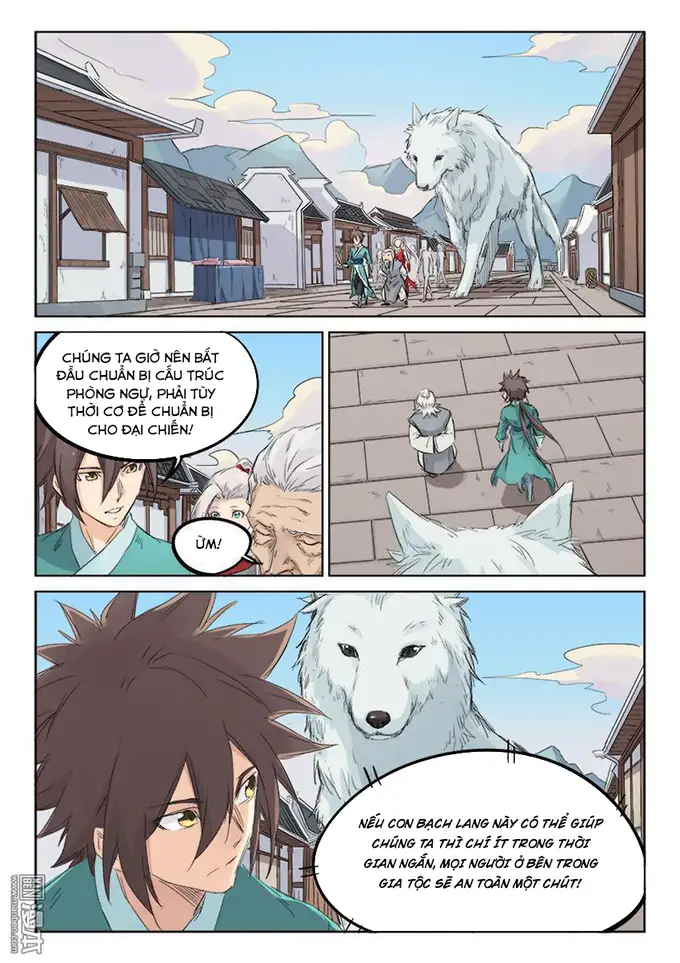 CHÚNG TA GIỜ NÊN BẮT
ĐẦU CHUẨN BỊ CẤU TRÚC
PHÒNG NGỰ, PHẢI TÙY
THỜI CƠ ĐỂ CHUẨN BỊ
CHO ĐẠI CHIẾN!
ỪM!
NẾU CON BẠCH LANG NÀY CÓ THỂ GIÚP
CHÚNG TA THÌ CHÍ ÍT TRONG THỜI
GIAN NGẮN, MỌI NGƯỜI Ở BÊN TRONG
GIA TỘC SẼ AN TOÀN MỘT CHÚT!